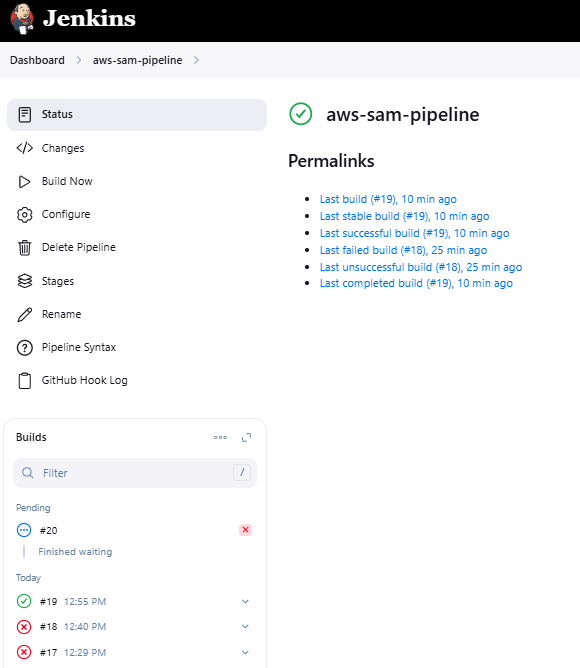 Jenkins
Dashboard > aws-sam-pipeline >
Status
Changes
Build Now
Configure
Delete Pipeline
Stages
Rename
Pipeline Syntax
GitHub Hook Log
aws-sam-pipeline
Permalinks
Last build (#19), 10 min ago
Last stable build (#19), 10 min ago
Last successful build (#19), 10 min ago
Last failed build (#18), 25 min ago
Last unsuccessful build (#18), 25 min ago
Last completed build (#19), 10 min ago
Builds
Filter /
Pending
#20
Finished waiting
Today
#19 12:55 PM
#18 12:40 PM
#17 12:29 PM